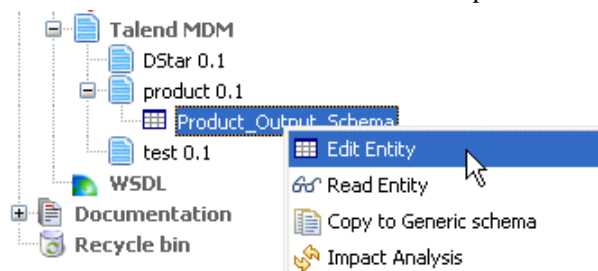 Talend MDM
DStar 0.1
product 0.1
Product_Output_Schema
test 0.1
Edit Entity
WSDL
Read Entity
Documentation
Copy to Generic schema
Recycle bin
Impact Analysis